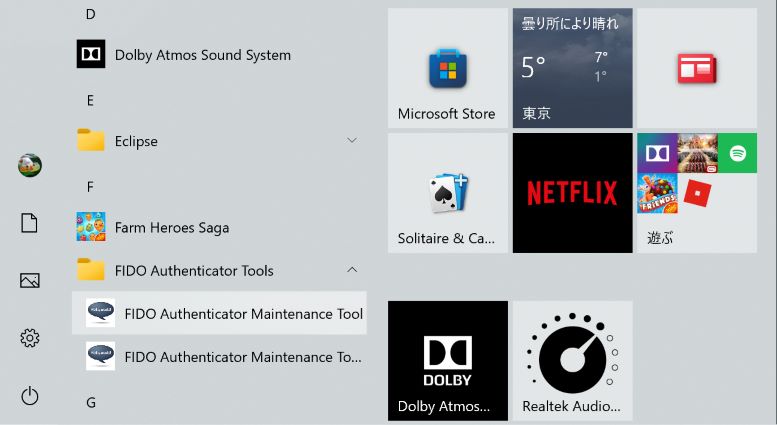 D
Dolby Atmos Sound System
E
Eclipse
F
Farm Heroes Saga
FIDO Authenticator Tools
FIDO Authenticator Maintenance Tool
FIDO Authenticator Maintenance To...
G
Microsoft Store
曇り所により晴れ
5°
7°
1°
東京
Solitaire & Ca...
NETFLIX
FRIENDS
遊ぶ
DOLBY
Dolby Atmos...
Realtek Audio...